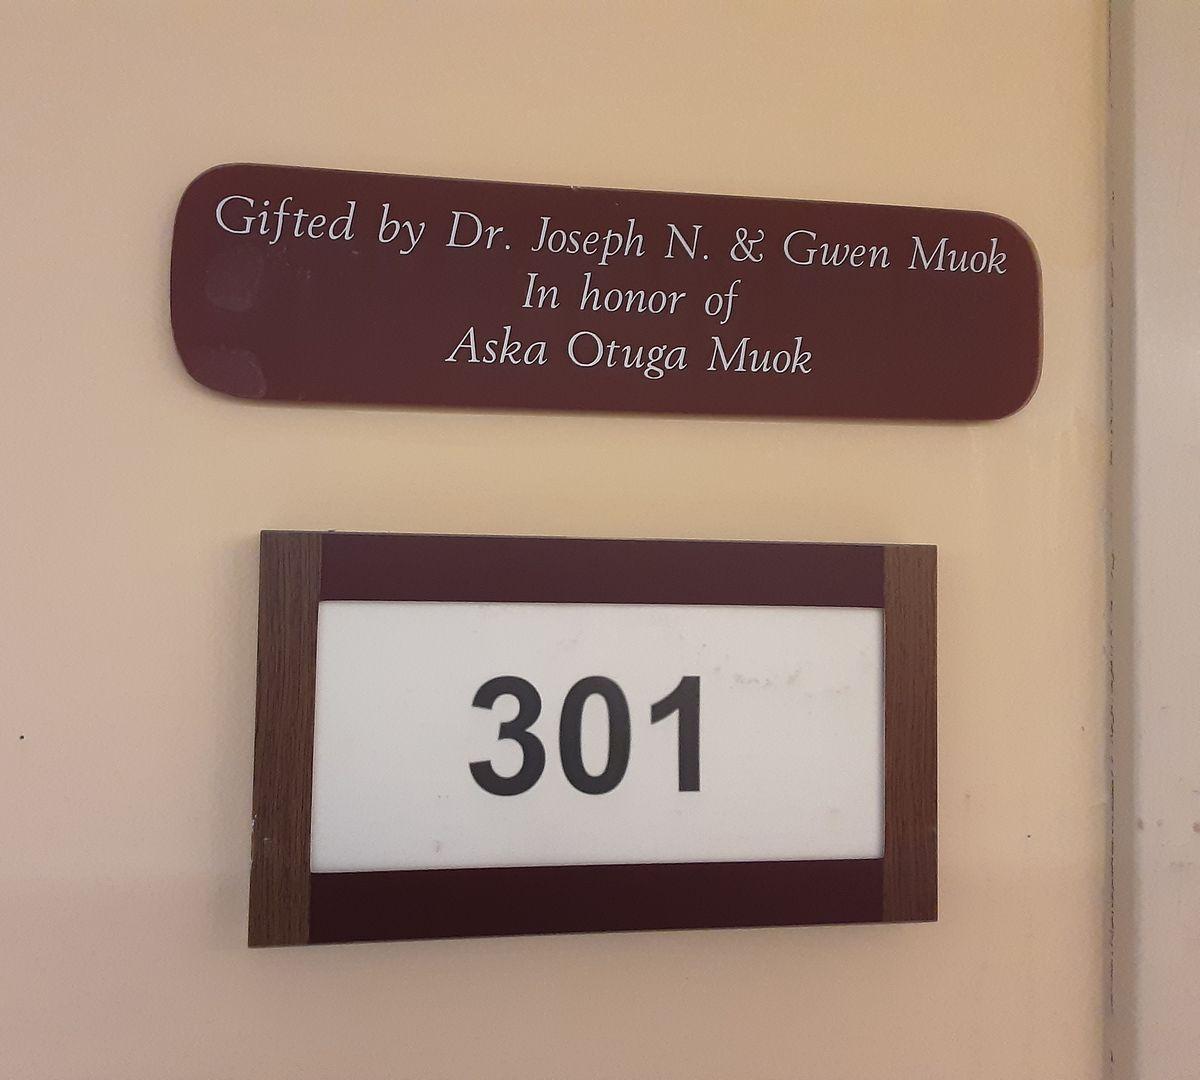 Gifted by Dr. Joseph N. & Gwen Muok
In honor of
Aska Otuga Muok
301